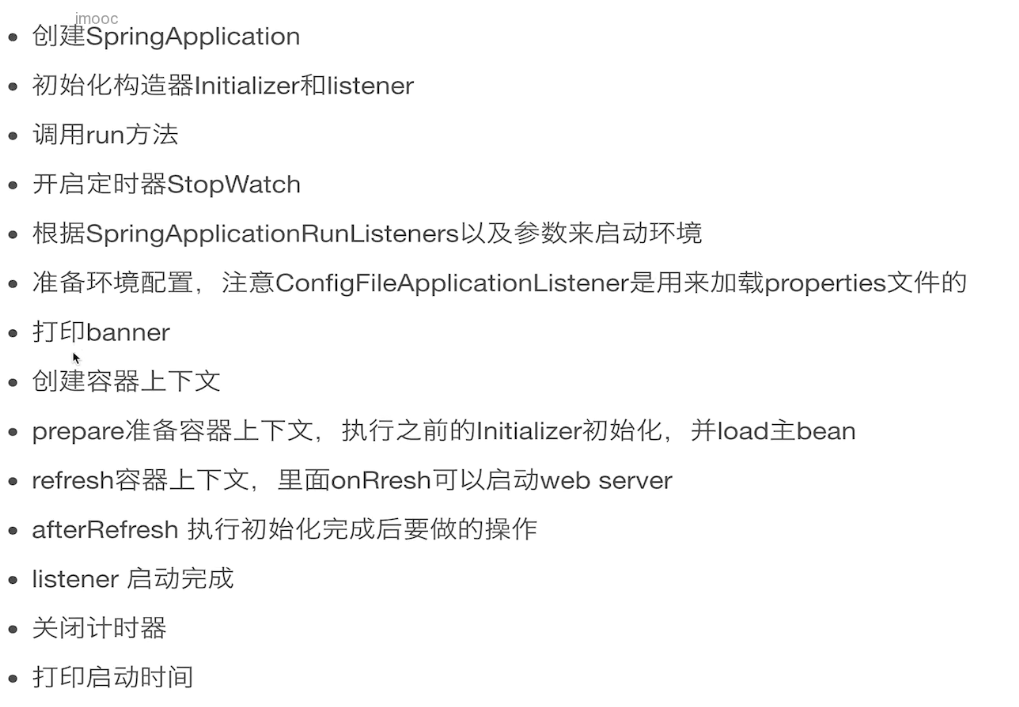 imooc
创建SpringApplication
初始化构造器Initializer和listener
调用run方法
开启定时器StopWatch
根据SpringApplicationRunListeners以及参数来启动环境
准备环境配置，注意ConfigFileApplicationListener是用来加载properties文件的
打印banner
创建容器上下文
prepare准备容器上下文，执行之前的Initializer初始化，并load主bean
refresh容器上下文，里面onRresh可以启动web server
afterRefresh 执行初始化完成后要做的操作
listener 启动完成
关闭计时器
打印启动时间